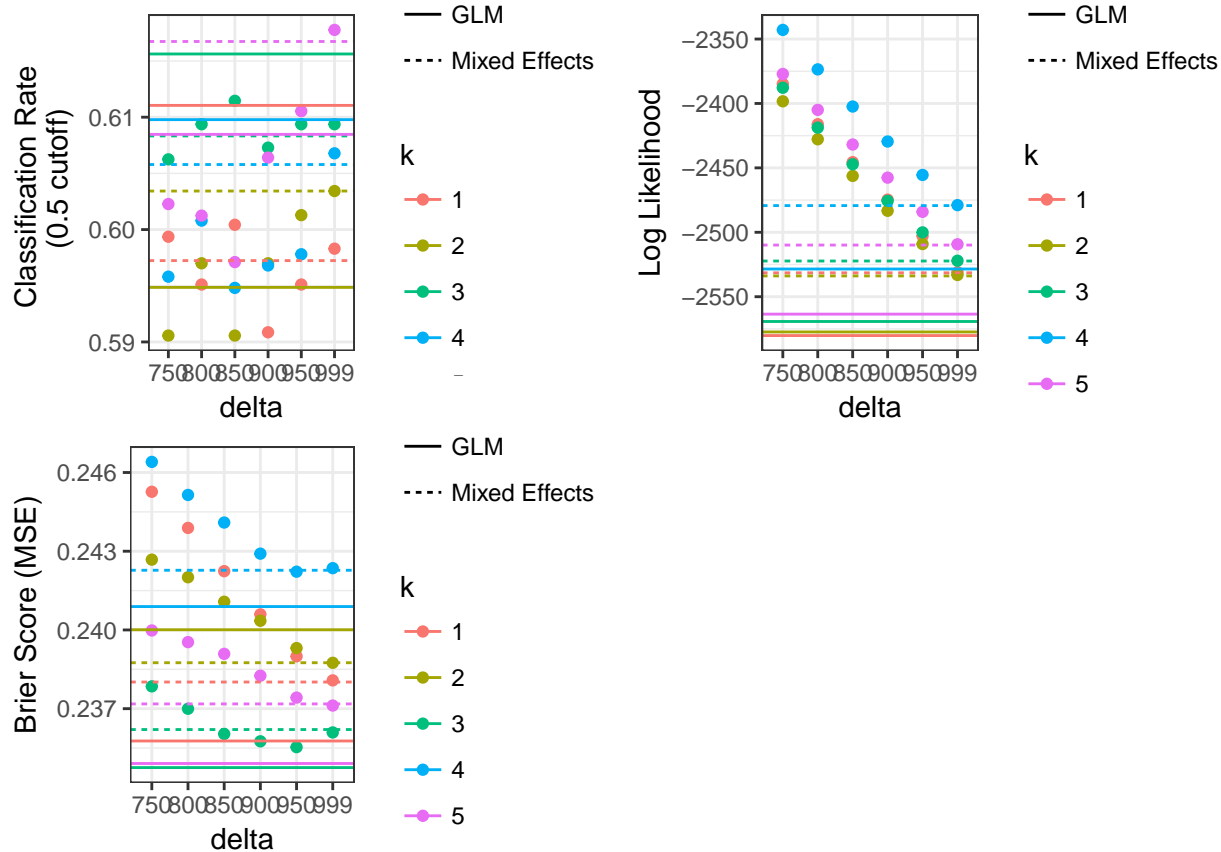 Classification Rate
(0.5 cutoff)
0.61
0.60
0.59
750 800 850 900 950 999
delta
GLM
Mixed Effects
k
1
2
3
4
Log Likelihood
−2350
−2400
−2450
−2500
−2550
750 800 850 900 950 999
delta
GLM
Mixed Effects
k
1
2
3
4
5
Brier Score (MSE)
0.246
0.243
0.240
0.237
750 800 850 900 950 999
delta
GLM
Mixed Effects
k
1
2
3
4
5